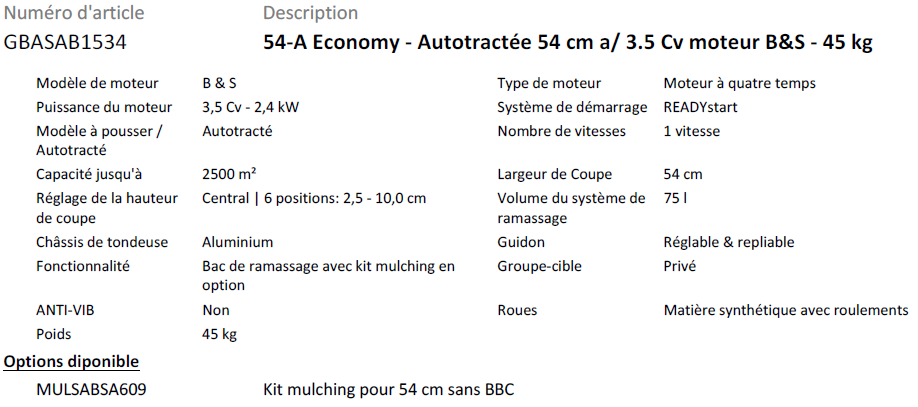 Numéro d'article Description
GBASAB1534 54-A Economy - Autotractée 54 cm a/ 3.5 Cv moteur B&S - 45 kg
Modèle de moteur B & S Type de moteur Moteur à quatre temps
Puissance du moteur 3,5 Cv - 2,4 kW Système de démarrage READYstart
Modèle à pousser / Autotracté Nombre de vitesses 1 vitesse
Autotracté
Capacité jusqu'à 2500 m² Largeur de Coupe 54 cm
Réglage de la hauteur Central | 6 positions: 2,5 - 10,0 cm Volume du système de 75 l
de coupe ramassage
Châssis de tondeuse Aluminium Guidon Réglable & repliable
Fonctionnalité Bac de ramassage avec kit mulching en Groupe-cible Privé
option
ANTI-VIB Non Roues Matière synthétique avec roulements
Poids 45 kg
Options diponible
MULSABSA609 Kit mulching pour 54 cm sans BBC